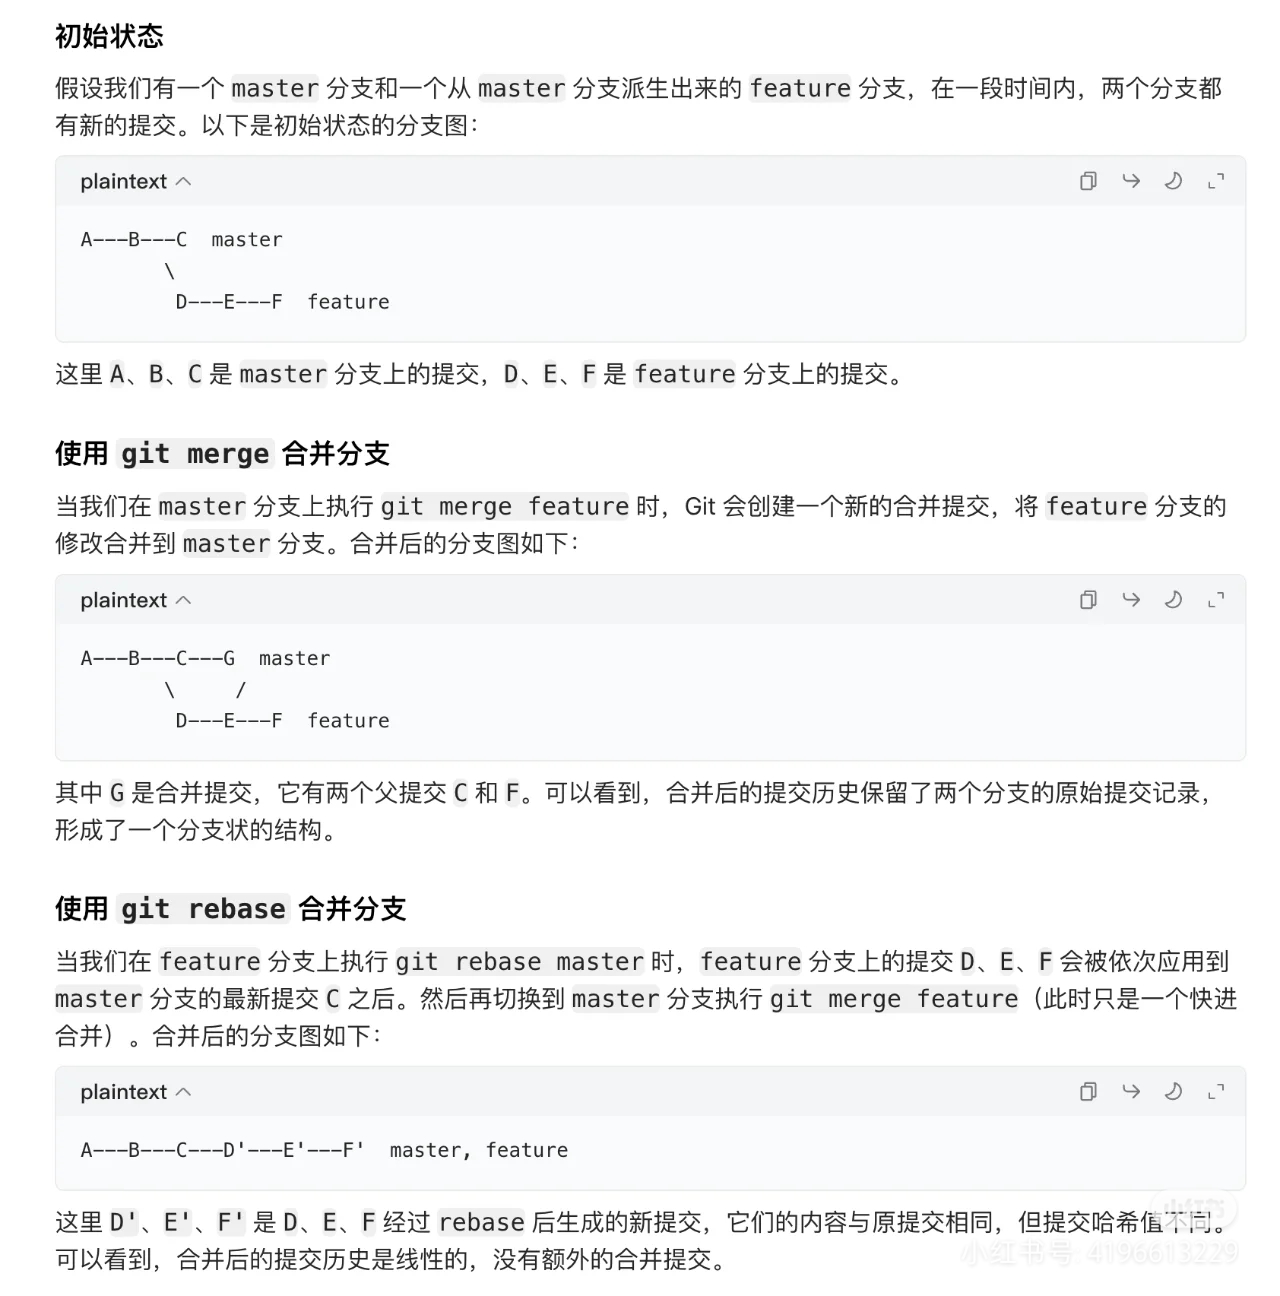 初始状态
假设我们有一个 master 分支和一个从 master 分支派生出来的 feature 分支，在一段时间内，两个分支都
有新的提交。以下是初始状态的分支图：
plaintext
A---B---C  master
       \
        D---E---F  feature
这里 A、B、C 是 master 分支上的提交，D、E、F 是 feature 分支上的提交。
使用 git merge 合并分支
当我们在 master 分支上执行 git merge feature 时，Git 会创建一个新的合并提交，将 feature 分支的
修改合并到 master 分支。合并后的分支图如下：
plaintext
A---B---C---G  master
       \     /
        D---E---F  feature
其中 G 是合并提交，它有两个父提交 C 和 F。可以看到，合并后的提交历史保留了两个分支的原始提交记录，
形成了一个分支状的结构。
使用 git rebase 合并分支
当我们在 feature 分支上执行 git rebase master 时，feature 分支上的提交 D、E、F 会被依次应用到
master 分支的最新提交 C 之后。然后再切换到 master 分支执行 git merge feature（此时只是一个快进
合并）。合并后的分支图如下：
plaintext
A---B---C---D'---E'---F'  master, feature
这里 D'、E'、F' 是 D、E、F 经过 rebase 后生成的新提交，它们的内容与原提交相同，但提交哈希值不同。
可以看到，合并后的提交历史是线性的，没有额外的合并提交。
小红书
小红书号: 4196613229